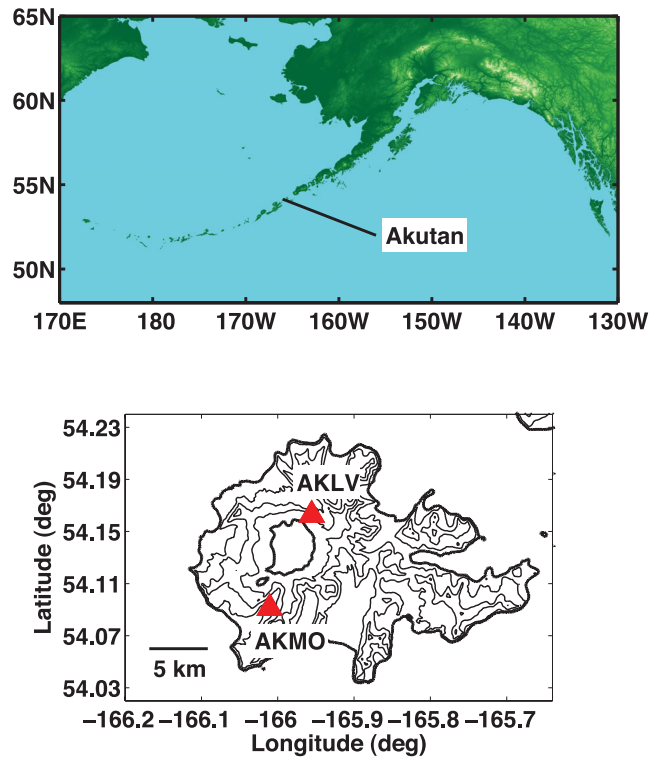 65N
60N
55N
50N
Akutan
170E 180 170W 160W 150W 140W 130W
54.23
54.19
54.15
54.11
54.07
54.03
Latitude (deg)
AKLV
AKMO
5 km
−166.2 −166.1 −166 −165.9 −165.8 −165.7
Longitude (deg)